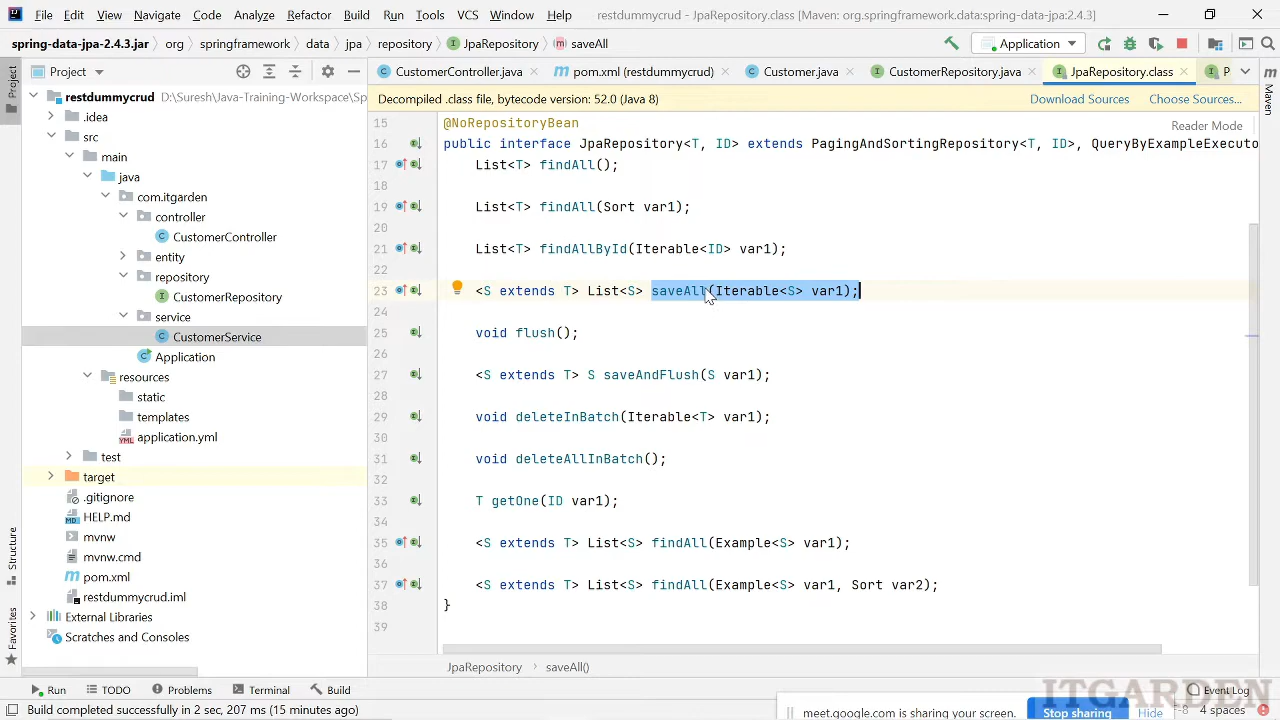 File Edit View Navigate Code Analyze Refactor Build Run Tools VCS Window Help restdummycrud - JpaRepository.class [Maven: org.springframework.data:spring-data-jpa:2.4.3]
spring-data-jpa-2.4.3.jar org springframework data jpa repository JpaRepository saveAll Application
Project CustomerController.java pom.xml (restdummycrud) Customer.java CustomerRepository.java JpaRepository.class P
Decompiled .class file, bytecode version: 52.0 (Java 8) Download Sources Choose Sources...
Reader Mode
Project
Structure
Favorites
Maven
restdummycrud D:\Suresh\Java-Training-Workspace\Sp
.idea
src
main
java
com.itgarden
controller
CustomerController
entity
repository
CustomerRepository
service
CustomerService
Application
resources
static
templates
application.yml
test
target
.gitignore
HELP.md
mvnw
mvnw.cmd
pom.xml
restdummycrud.iml
External Libraries
Scratches and Consoles
15 @NoRepositoryBean
16 public interface JpaRepository<T, ID> extends PagingAndSortingRepository<T, ID>, QueryByExampleExecuto
17 List<T> findAll();
18
19 List<T> findAll(Sort var1);
20
21 List<T> findAllById(Iterable<ID> var1);
22
23 <S extends T> List<S> saveAll(Iterable<S> var1);
24
25 void flush();
26
27 <S extends T> S saveAndFlush(S var1);
28
29 void deleteInBatch(Iterable<T> var1);
30
31 void deleteAllInBatch();
32
33 T getOne(ID var1);
34
35 <S extends T> List<S> findAll(Example<S> var1);
36
37 <S extends T> List<S> findAll(Example<S> var1, Sort var2);
38 }
39
JpaRepository saveAll()
Run TODO Problems Terminal Build Event Log
ITGARDEN
Build completed successfully in 2 sec, 207 ms (15 minutes ago) -8 4 spaces
meet.google.com is sharing your screen. Stop sharing Hide